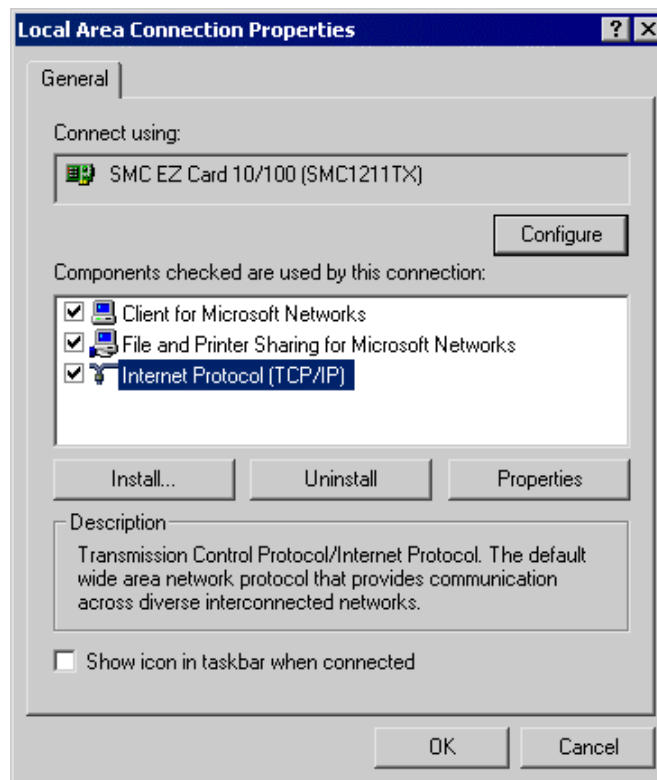 Local Area Connection Properties
General
Connect using:
SMC EZ Card 10/100 (SMC1211TX)
Configure
Components checked are used by this connection:
Client for Microsoft Networks
File and Printer Sharing for Microsoft Networks
Internet Protocol (TCP/IP)
Install... Uninstall Properties
Description
Transmission Control Protocol/Internet Protocol. The default
wide area network protocol that provides communication
across diverse interconnected networks.
Show icon in taskbar when connected
OK Cancel